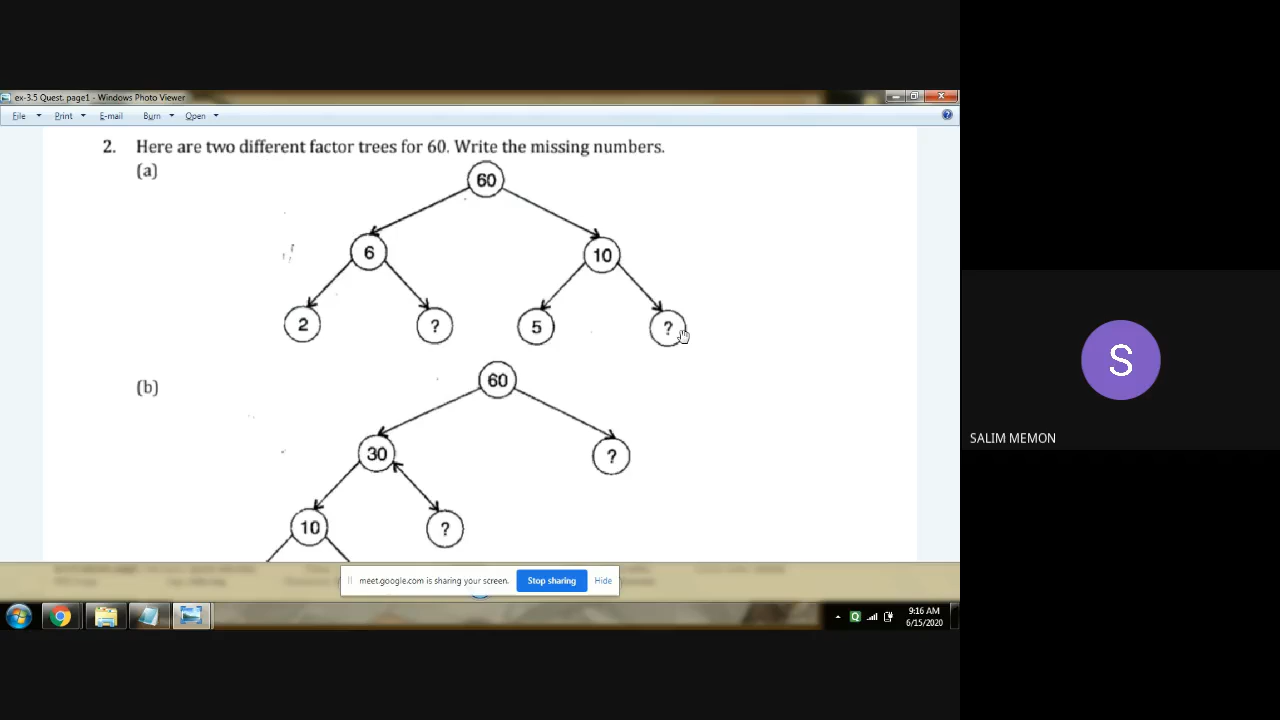 ex-3.5 Quest. page1 - Windows Photo Viewer
File Print E-mail Burn Open
2. Here are two different factor trees for 60. Write the missing numbers.
(a)
60
6 10
2 ? 5 ?
(b)
60
30 ?
10 ?
meet.google.com is sharing your screen. Stop sharing Hide
9:16 AM
6/15/2020
S
SALIM MEMON